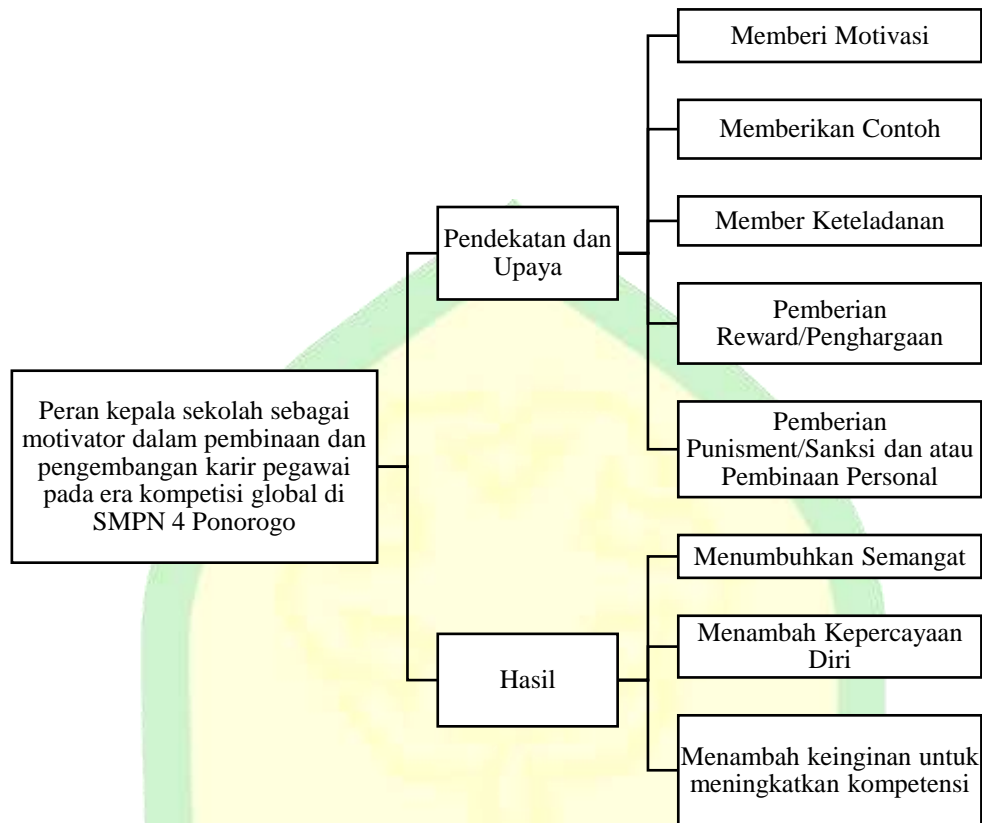 Peran kepala sekolah sebagai
motivator dalam pembinaan dan
pengembangan karir pegawai
pada era kompetisi global di
SMPN 4 Ponorogo
Pendekatan dan
Upaya
Memberi Motivasi
Memberikan Contoh
Member Keteladanan
Pemberian
Reward/Penghargaan
Pemberian
Punisment/Sanksi dan atau
Pembinaan Personal
Hasil
Menumbuhkan Semangat
Menambah Kepercayaan
Diri
Menambah keinginan untuk
meningkatkan kompetensi